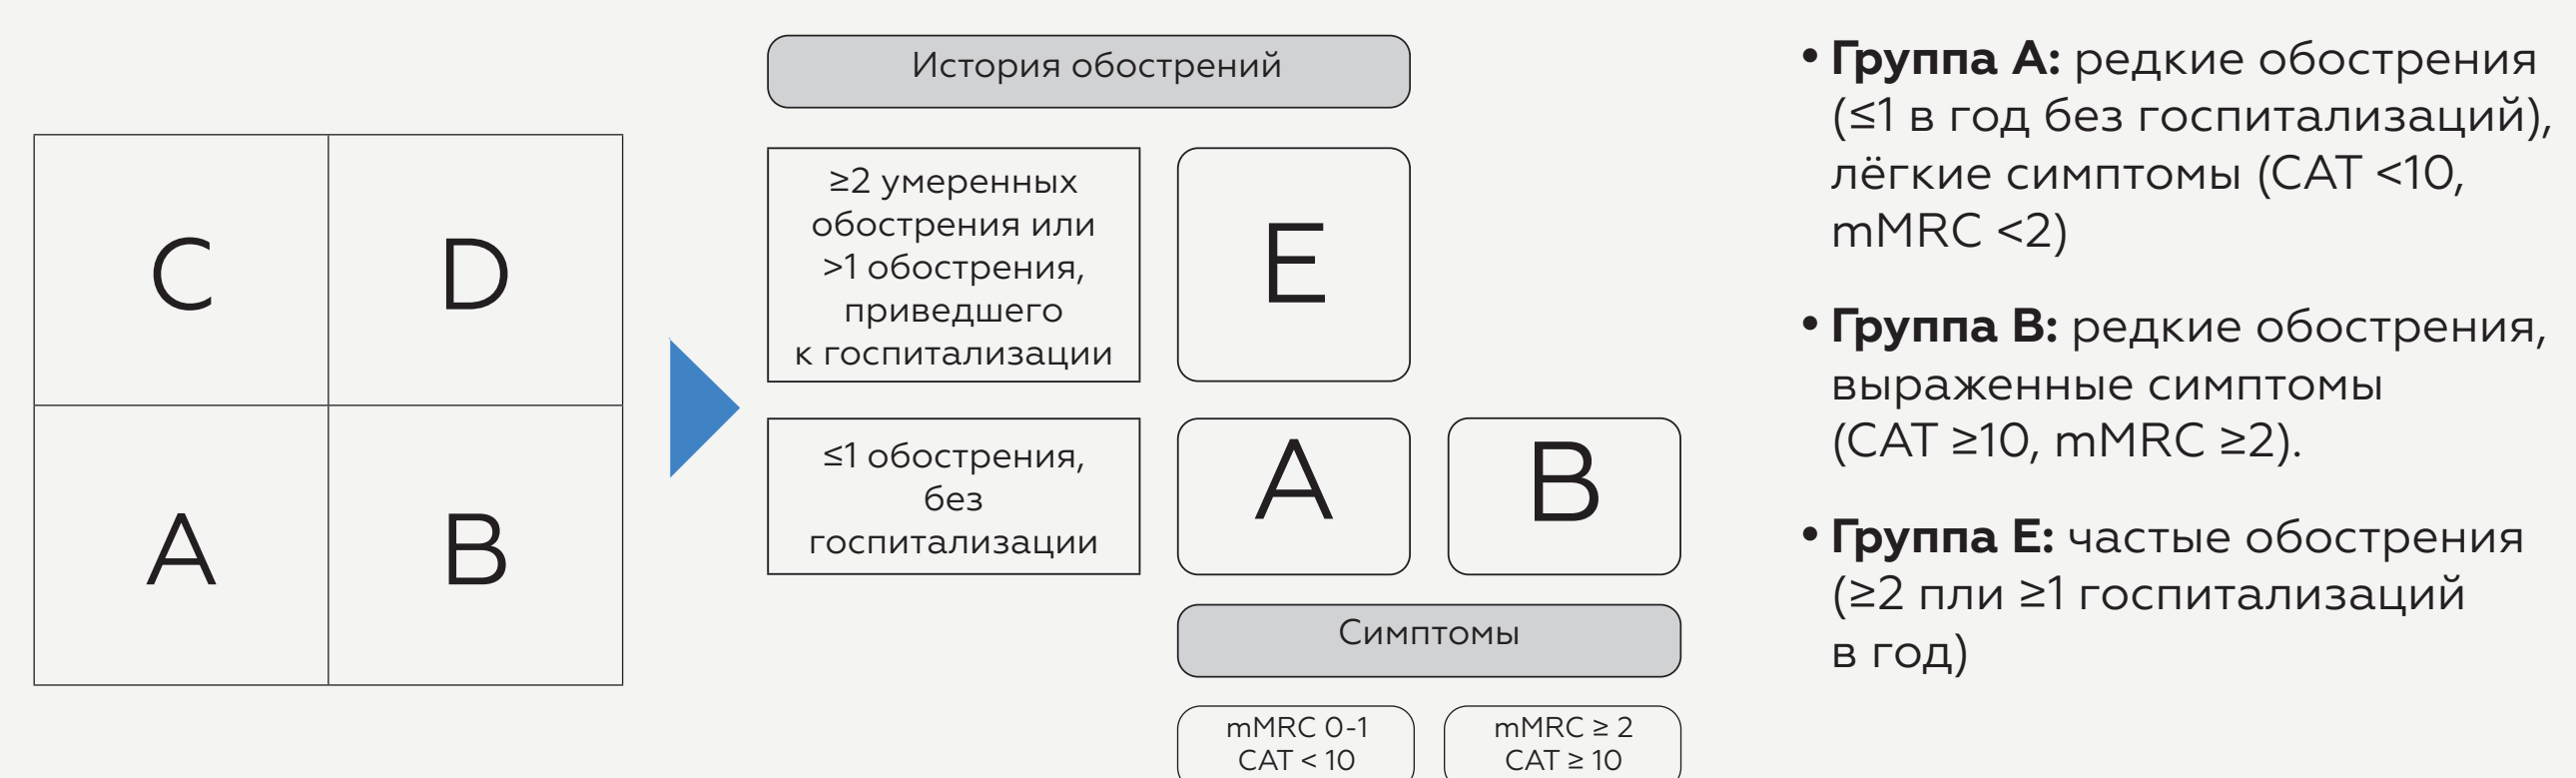 C
D
A
B
История обострений
≥2 умеренных
обострения или
>1 обострения,
приведшего
к госпитализации
E
≤1 обострения,
без
госпитализации
A
B
Симптомы
mMRC 0-1
CAT < 10
mMRC ≥ 2
CAT ≥ 10
• Группа A: редкие обострения
(≤1 в год без госпитализаций),
лёгкие симптомы (CAT <10,
mMRC <2)
• Группа B: редкие обострения,
выраженные симптомы
(CAT ≥10, mMRC ≥2).
• Группа E: частые обострения
(≥2 пли ≥1 госпитализаций
в год)